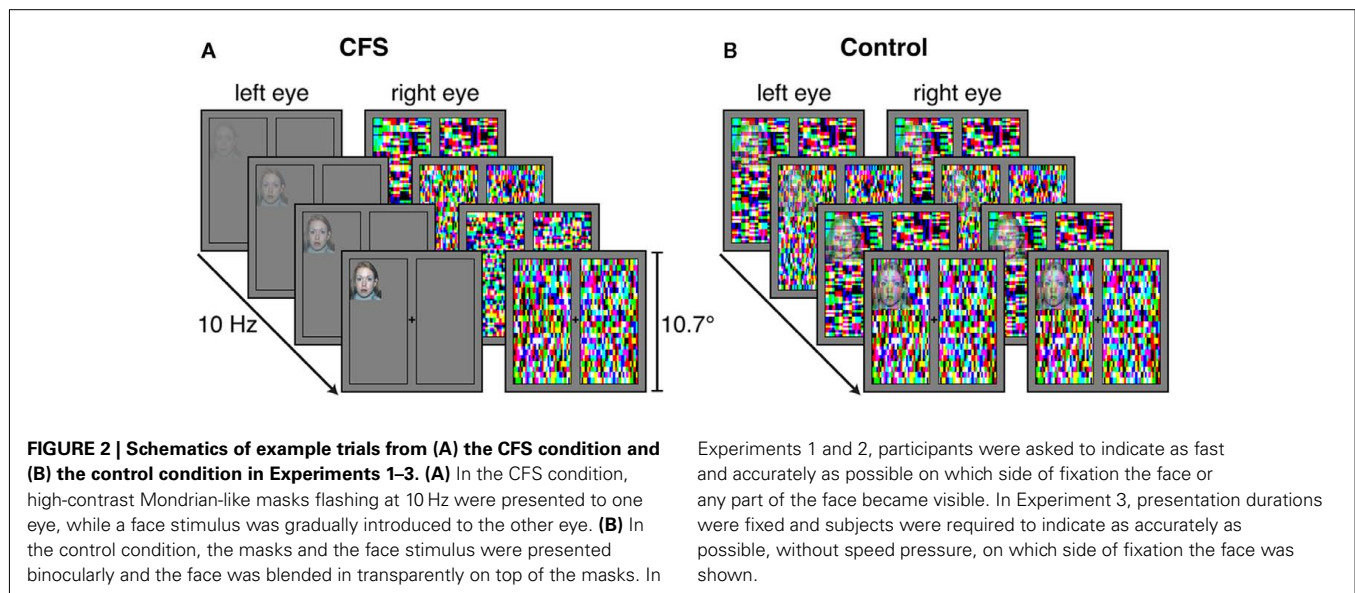 A CFS
B Control
left eye right eye
left eye right eye
10 Hz
10.7°
10 Hz
FIGURE 2 | Schematics of example trials from (A) the CFS condition and
(B) the control condition in Experiments 1–3. (A) In the CFS condition,
high-contrast Mondrian-like masks flashing at 10 Hz were presented to one
eye, while a face stimulus was gradually introduced to the other eye. (B) In
the control condition, the masks and the face stimulus were presented
binocularly and the face was blended in transparently on top of the masks. In
Experiments 1 and 2, participants were asked to indicate as fast
and accurately as possible on which side of fixation the face or
any part of the face became visible. In Experiment 3, presentation durations
were fixed and subjects were required to indicate as accurately as
possible, without speed pressure, on which side of fixation the face was
shown.